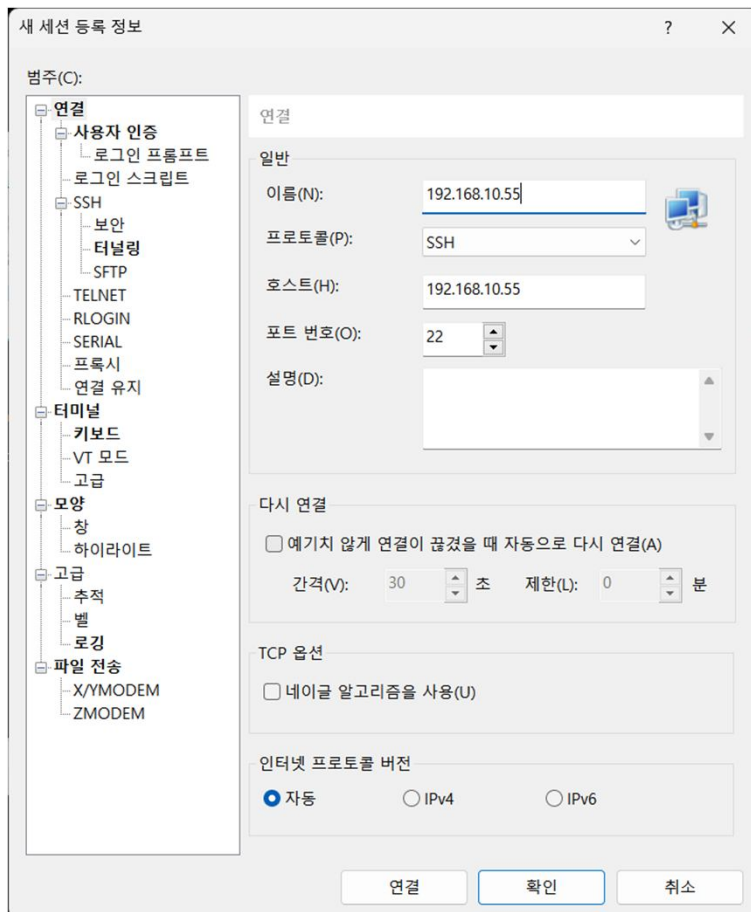 새 세션 등록 정보
?
범주(C):
연결
사용자 인증
로그인 프롬프트
로그인 스크립트
SSH
보안
터널링
SFTP
TELNET
RLOGIN
SERIAL
프록시
연결 유지
터미널
키보드
VT 모드
고급
모양
창
하이라이트
고급
추적
벨
로깅
파일 전송
X/YMODEM
ZMODEM
연결
일반
이름(N): 192.168.10.55
프로토콜(P): SSH
호스트(H): 192.168.10.55
포트 번호(O): 22
설명(D):
다시 연결
예기치 않게 연결이 끊겼을 때 자동으로 다시 연결(A)
간격(V): 30 초 제한(L): 0 분
TCP 옵션
네이글 알고리즘을 사용(U)
인터넷 프로토콜 버전
자동 IPv4 IPv6
연결 확인 취소